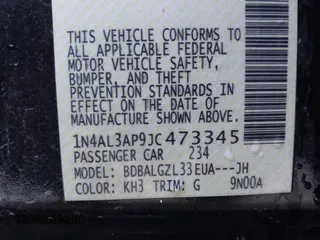 THIS VEHICLE CONFORMS TO
ALL APPLICABLE FEDERAL
MOTOR VEHICLE SAFETY,
BUMPER, AND THEFT
PREVENTION STANDARDS IN
EFFECT ON THE DATE OF
MANUFACTURE SHOWN ABOVE.
1N4AL3AP9JC473345
PASSENGER CAR 234
MODEL: BDBALGZL33EUA---JH
COLOR: KH3 TRIM: G 9N00A